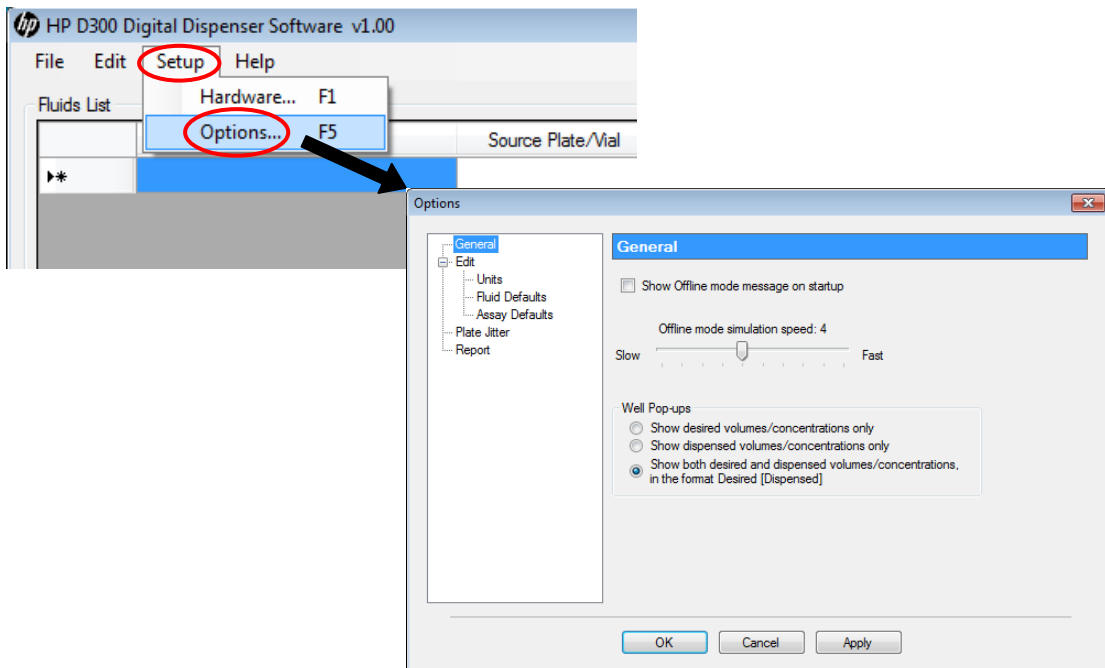 hp HP D300 Digital Dispenser Software v1.00
File Edit Setup Help
Hardware... F1
Options... F5
Fluids List
Source Plate/Vial
Options
General
Edit
Units
Fluid Defaults
Assay Defaults
Plate Jitter
Report
General
Show Offline mode message on startup
Offline mode simulation speed: 4
Slow Fast
Well Pop-ups
Show desired volumes/concentrations only
Show dispensed volumes/concentrations only
Show both desired and dispensed volumes/concentrations,
in the format Desired [Dispensed]
OK Cancel Apply